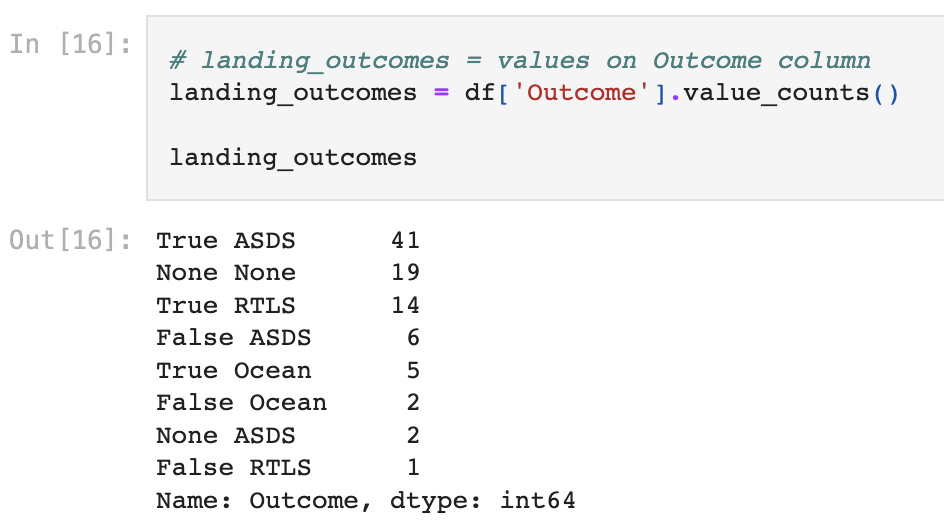 In [16]:
# landing_outcomes = values on Outcome column
landing_outcomes = df['Outcome'].value_counts()
landing_outcomes
Out[16]:
True ASDS 41
None None 19
True RTLS 14
False ASDS 6
True Ocean 5
False Ocean 2
None ASDS 2
False RTLS 1
Name: Outcome, dtype: int64